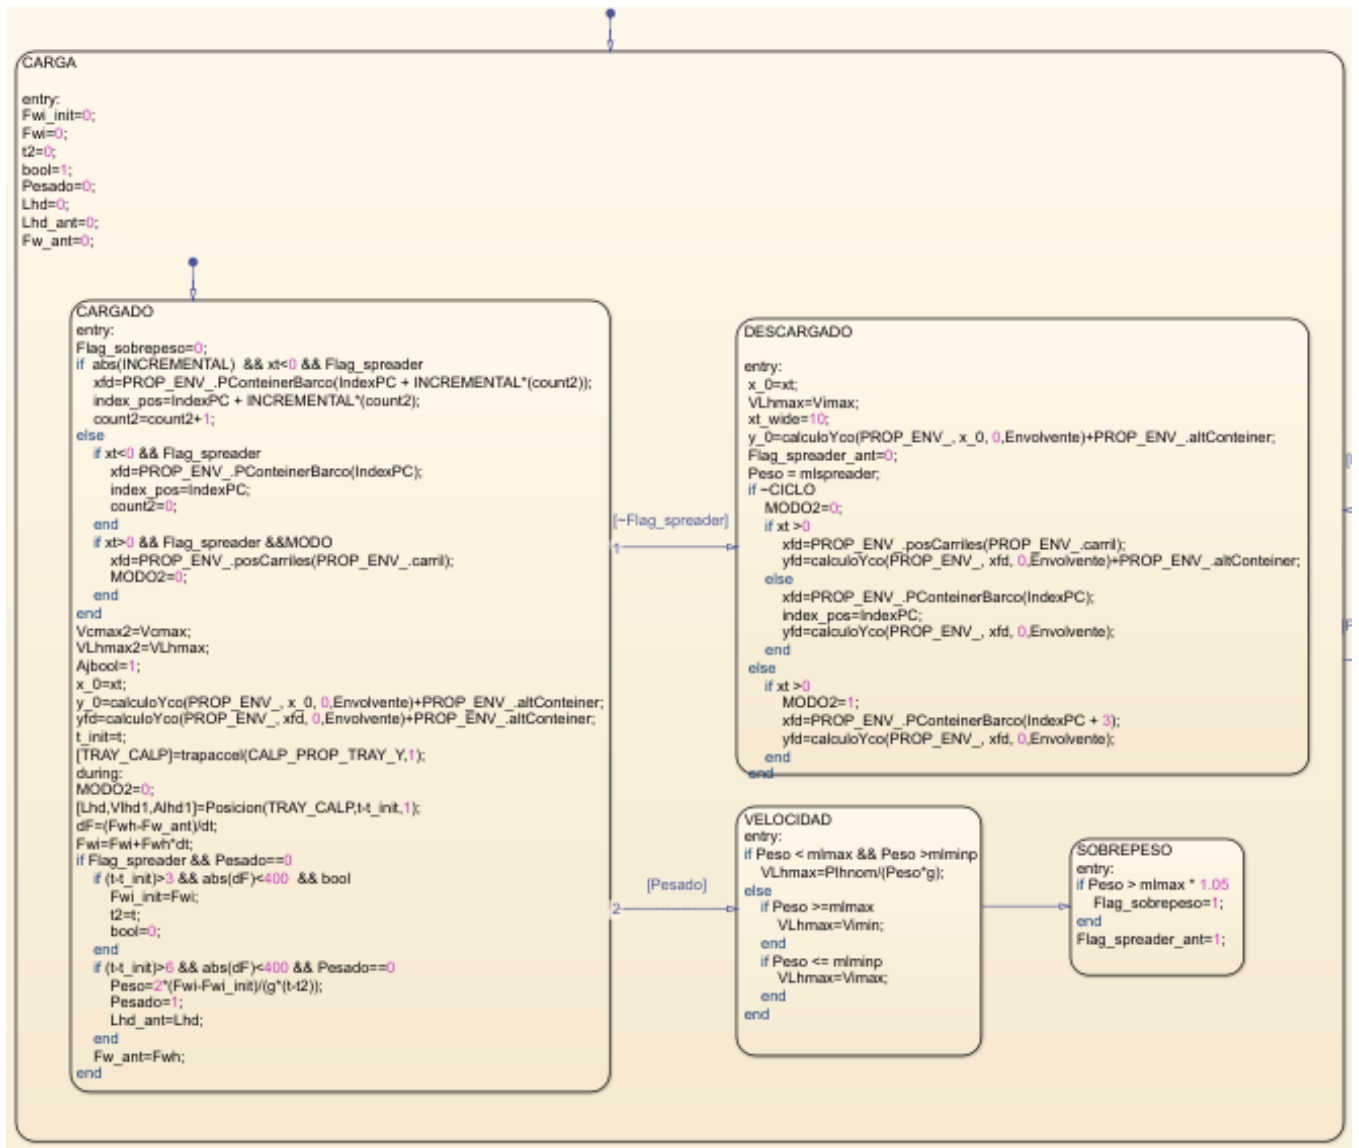 CARGA
entry:
Fwi_init=0;
Fwi=0;
t2=0;
bool=1;
Pesado=0;
Lhd=0;
Lhd_ant=0;
Fw_ant=0;
CARGADO
entry:
Flag_sobrepeso=0;
if abs(INCREMENTAL) && xt<0 && Flag_spreader
xfd=PROP_ENV_.PConteinerBarco(IndexPC + INCREMENTAL*(count2));
index_pos=IndexPC + INCREMENTAL*(count2);
count2=count2+1;
else
if xt<0 && Flag_spreader
xfd=PROP_ENV_.PConteinerBarco(IndexPC);
index_pos=IndexPC;
count2=0;
end
if xt>0 && Flag_spreader &&MODO
xfd=PROP_ENV_.posCarriles(PROP_ENV_.carril);
MODO2=0;
end
end
Vcmax2=Vcmax;
VLhmax2=VLhmax;
Ajbool=1;
x_0=xt;
y_0=calculoYco(PROP_ENV_, x_0, 0,Envolvente)+PROP_ENV_.altConteiner;
yfd=calculoYco(PROP_ENV_, xfd, 0,Envolvente)+PROP_ENV_.altConteiner;
t_init=t;
[TRAY_CALP]=trapaccel(CALP_PROP_TRAY_Y,1);
during:
MODO2=0;
[Lhd,Vlhd1,Alhd1]=Posicion(TRAY_CALP,t-t_init,1);
dF=(Fwh-Fw_ant)/dt;
Fwi=Fwi+Fwh*dt;
if Flag_spreader && Pesado==0
if (t-t_init)>3 && abs(dF)<400 && bool
Fwi_init=Fwi;
t2=t;
bool=0;
end
if (t-t_init)>6 && abs(dF)<400 && Pesado==0
Peso=2*(Fwi-Fwi_init)/(g*(t-t2));
Pesado=1;
Lhd_ant=Lhd;
end
Fw_ant=Fwh;
end
[~Flag_spreader]
1
[Pesado]
2
DESCARGADO
entry:
x_0=xt;
VLhmax=Vimax;
xt_wide=10;
y_0=calculoYco(PROP_ENV_, x_0, 0,Envolvente)+PROP_ENV_.altConteiner;
Flag_spreader_ant=0;
Peso = mlspreader;
if ~CICLO
MODO2=0;
if xt >0
xfd=PROP_ENV_.posCarriles(PROP_ENV_.carril);
yfd=calculoYco(PROP_ENV_, xfd, 0,Envolvente)+PROP_ENV_.altConteiner;
else
xfd=PROP_ENV_.PConteinerBarco(IndexPC);
index_pos=IndexPC;
yfd=calculoYco(PROP_ENV_, xfd, 0,Envolvente);
end
else
if xt >0
MODO2=1;
xfd=PROP_ENV_.PConteinerBarco(IndexPC + 3);
yfd=calculoYco(PROP_ENV_, xfd, 0,Envolvente);
end
end
VELOCIDAD
entry:
if Peso < mlmax && Peso >mlminp
VLhmax=Plhnom/(Peso*g);
else
if Peso >=mlmax
VLhmax=Vimin;
end
if Peso <= mlminp
VLhmax=Vimax;
end
end
SOBREPESO
entry:
if Peso > mlmax * 1.05
Flag_sobrepeso=1;
end
Flag_spreader_ant=1;